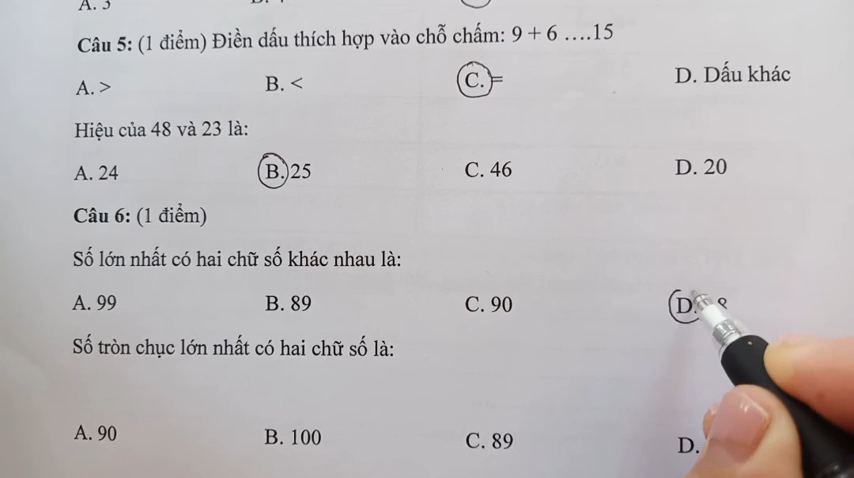 A. 3
Câu 5: (1 điểm) Điền dấu thích hợp vào chỗ chấm: 9 + 6 ….15
A. > B. < C. = D. Dấu khác
Hiệu của 48 và 23 là:
A. 24 B. 25 C. 46 D. 20
Câu 6: (1 điểm)
Số lớn nhất có hai chữ số khác nhau là:
A. 99 B. 89 C. 90 D. 8
Số tròn chục lớn nhất có hai chữ số là:
A. 90 B. 100 C. 89 D.